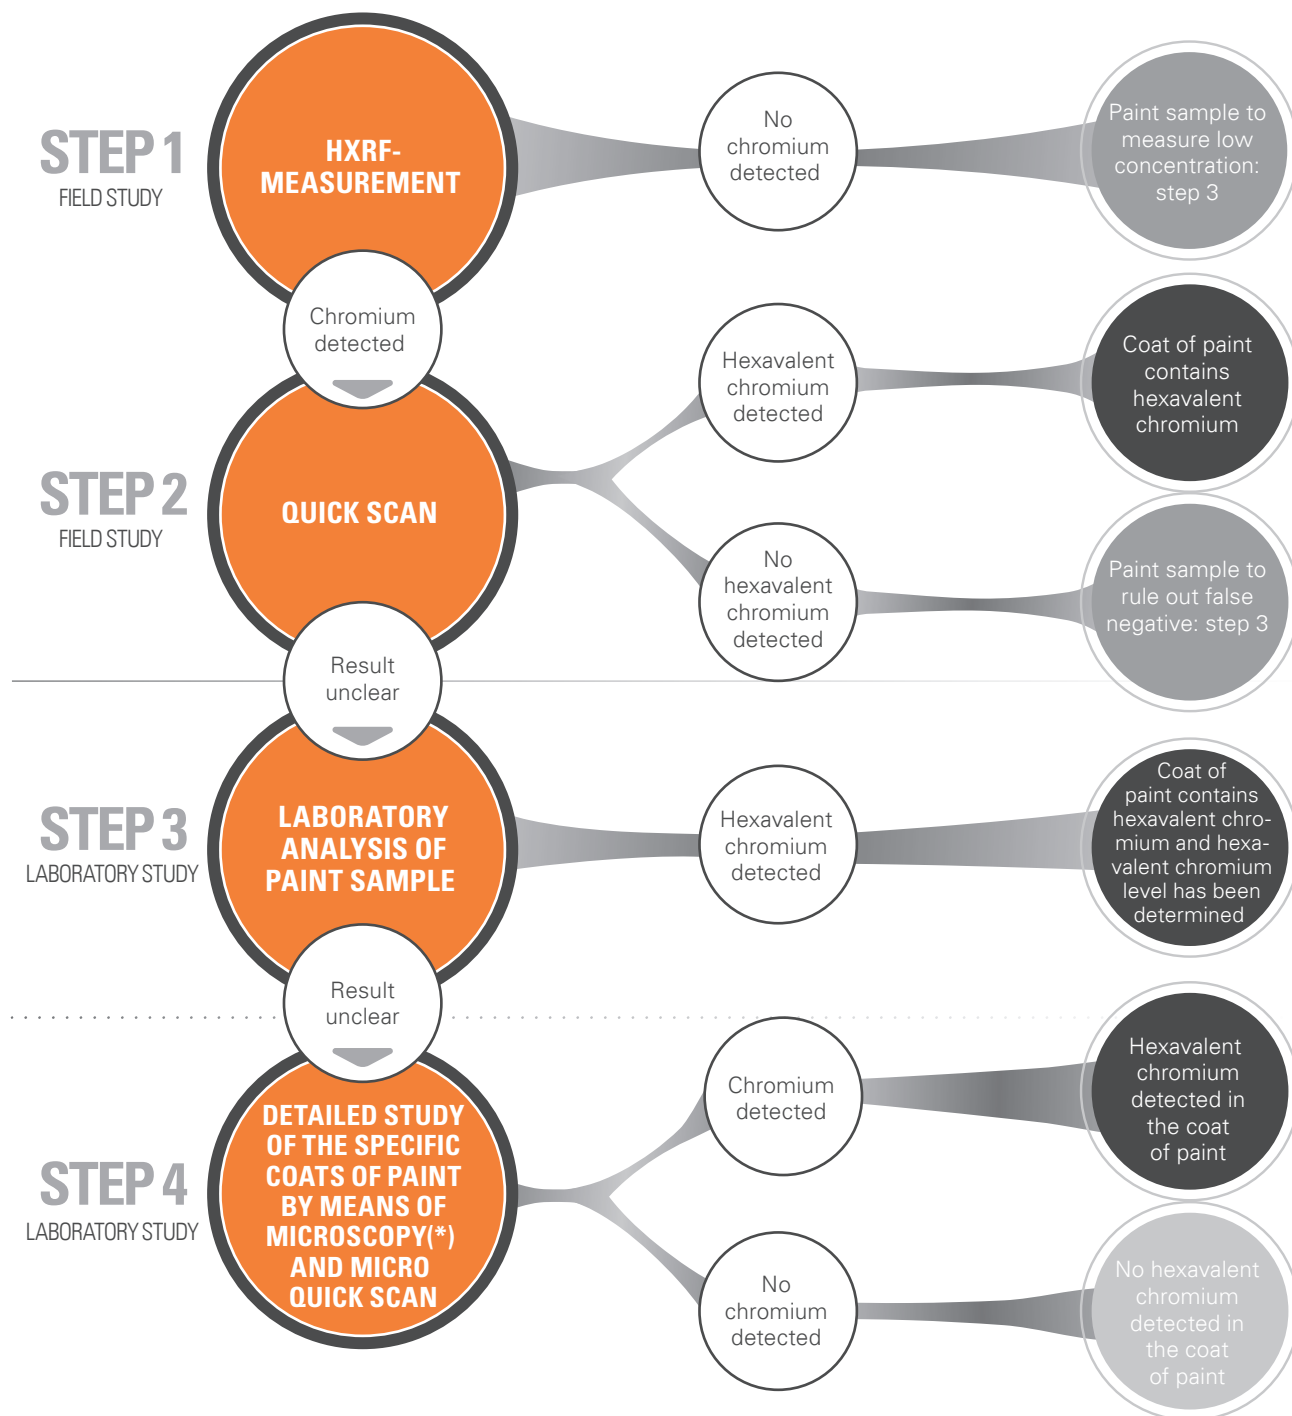 STEP 1
FIELD STUDY
HXRF-
MEASUREMENT
No
chromium
detected
Paint sample to
measure low
concentration:
step 3
Chromium
detected
STEP 2
FIELD STUDY
QUICK SCAN
Hexavalent
chromium
detected
Coat of paint
contains
hexavalent
chromium
No
hexavalent
chromium
detected
Paint sample to
rule out false
negative: step 3
Result
unclear
STEP 3
LABORATORY STUDY
LABORATORY
ANALYSIS OF
PAINT SAMPLE
Hexavalent
chromium
detected
Coat of
paint contains
hexavalent chro-
mium and hexa-
valent chromium
level has been
determined
Result
unclear
STEP 4
LABORATORY STUDY
DETAILED STUDY
OF THE SPECIFIC
COATS OF PAINT
BY MEANS OF
MICROSCOPY(*)
AND MICRO
QUICK SCAN
Chromium
detected
Hexavalent
chromium
detected in
the coat
of paint
No
chromium
detected
No hexavalent
chromium
detected in
the coat
of paint